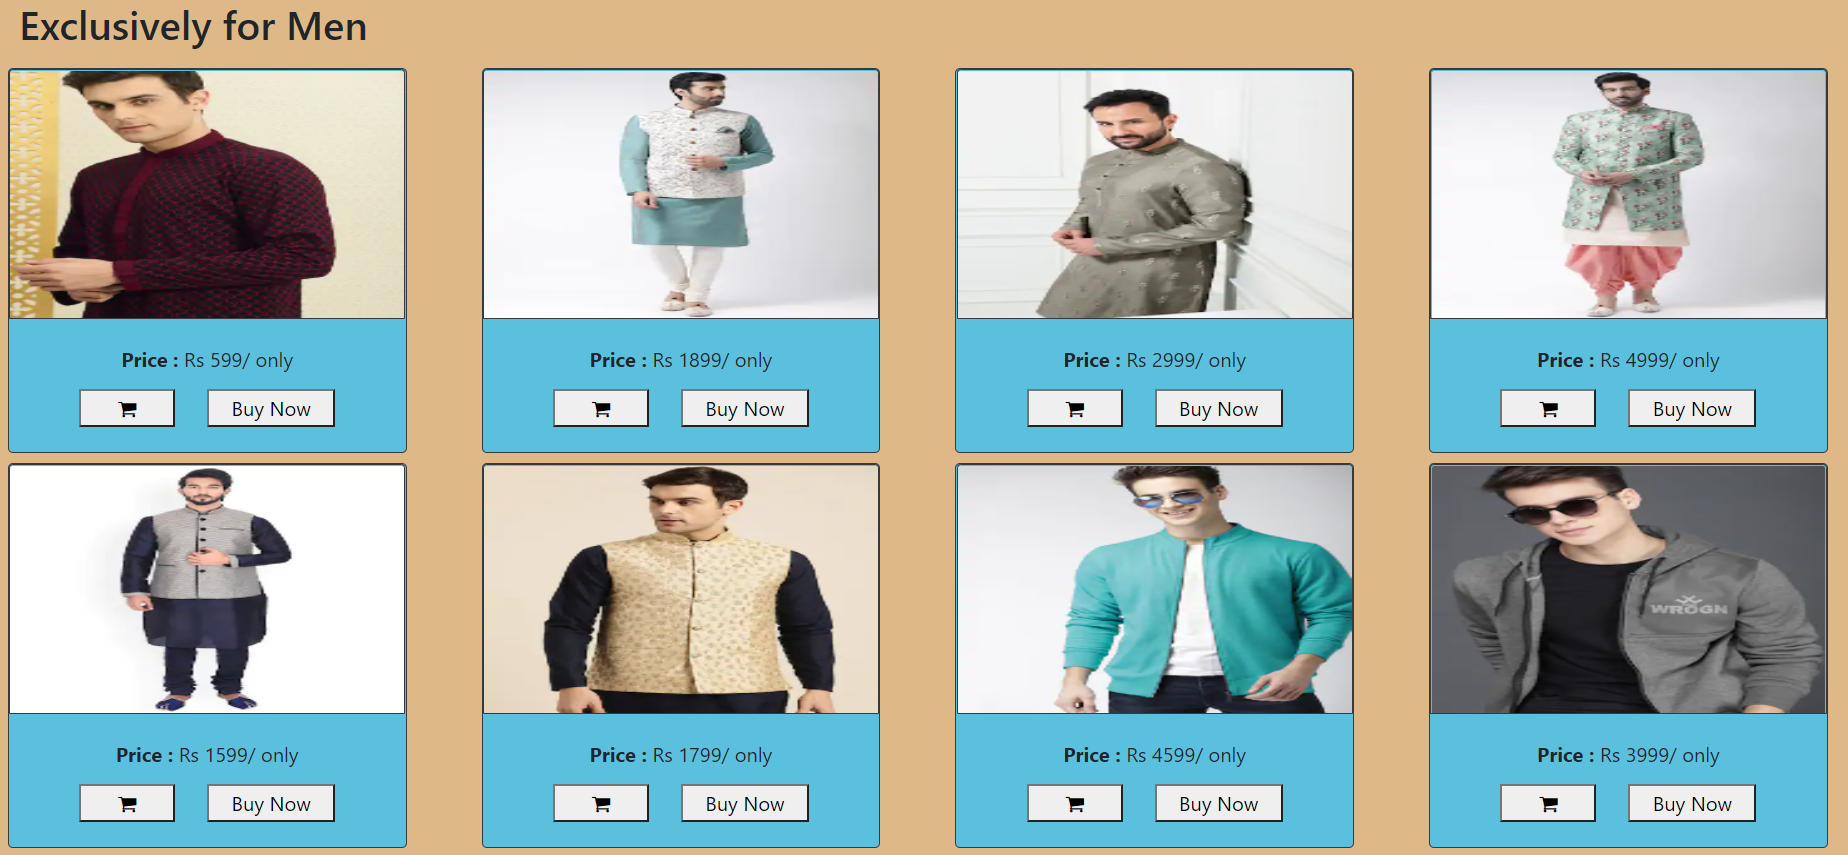 Exclusively for Men
Price : Rs 599/ only
Buy Now
Price : Rs 1899/ only
Buy Now
Price : Rs 2999/ only
Buy Now
Price : Rs 4999/ only
Buy Now
Price : Rs 1599/ only
Buy Now
Price : Rs 1799/ only
Buy Now
Price : Rs 4599/ only
Buy Now
WROGN
Price : Rs 3999/ only
Buy Now